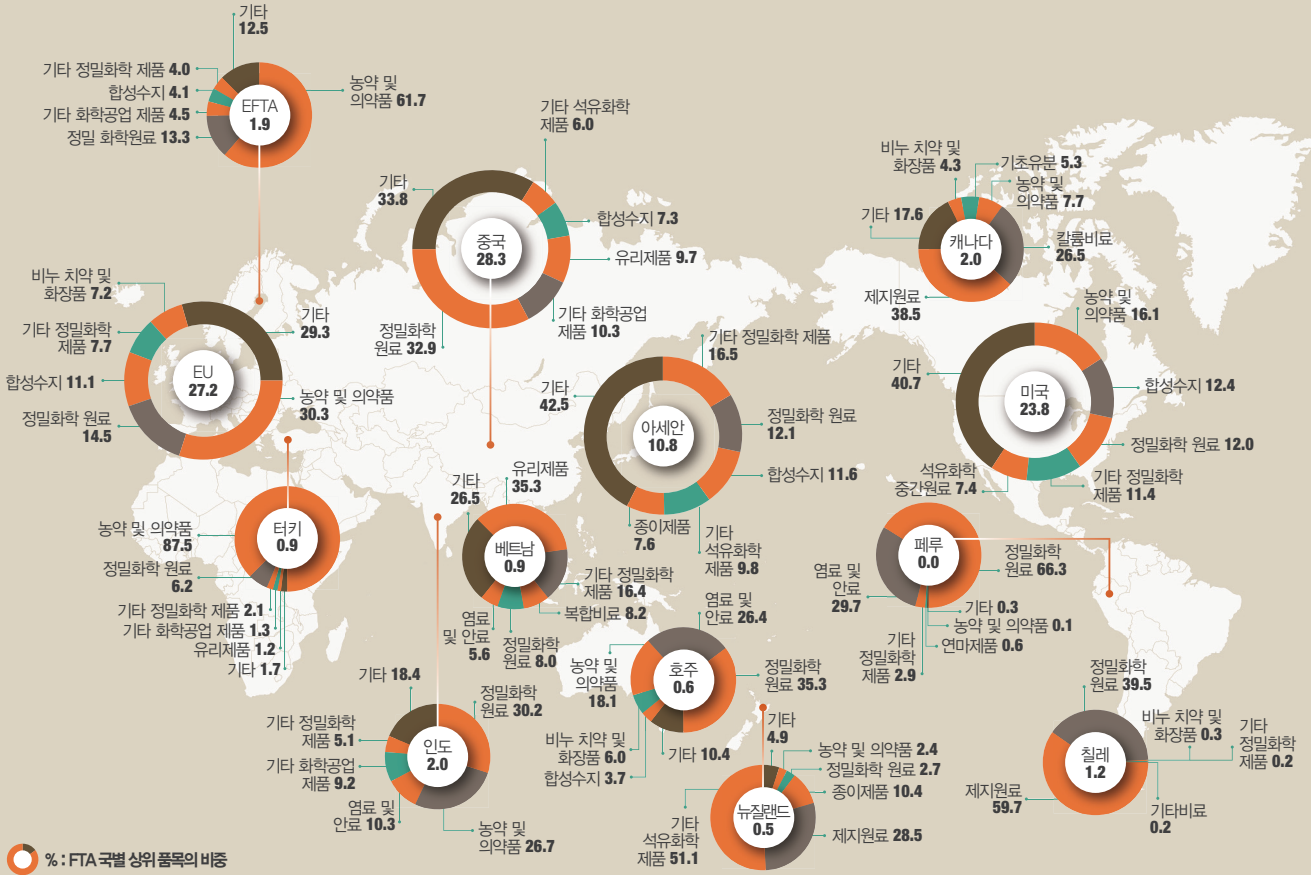 기타
12.5
기타 정밀화학 제품 4.0
합성수지 4.1
기타 화학공업 제품 4.5
정밀 화학원료 13.3
농약 및
의약품 61.7
EFTA
1.9
기타
33.8
기타 석유화학
제품 6.0
합성수지 7.3
유리제품 9.7
기타 화학공업
제품 10.3
정밀화학
원료 32.9
중국
28.3
비누 치약 및
화장품 4.3
기초유분 5.3
농약 및
의약품 7.7
기타 17.6
칼륨비료
26.5
제지원료
38.5
캐나다
2.0
비누 치약 및
화장품 7.2
기타 정밀화학
제품 7.7
합성수지 11.1
정밀화학 원료
14.5
기타
29.3
농약 및 의약품
30.3
EU
27.2
기타 정밀화학 제품
16.5
기타
42.5
정밀화학 원료
12.1
합성수지 11.6
종이제품
7.6
기타
석유화학
제품 9.8
아세안
10.8
농약 및
의약품 16.1
기타
40.7
합성수지 12.4
정밀화학 원료 12.0
기타 정밀화학
제품 11.4
석유화학
중간원료 7.4
미국
23.8
농약 및 의약품
87.5
정밀화학 원료
6.2
기타 정밀화학 제품 2.1
기타 화학공업 제품 1.3
유리제품 1.2
기타 1.7
터키
0.9
기타
26.5
유리제품
35.3
기타 정밀화학
제품 16.4
복합비료 8.2
정밀화학
원료 8.0
염료
및 안료
5.6
베트남
0.9
정밀화학
원료 66.3
염료 및
안료
29.7
기타 0.3
농약 및 의약품 0.1
연마제품 0.6
기타
정밀화학
제품 2.9
페루
0.0
염료 및
안료 26.4
농약 및
의약품
18.1
정밀화학
원료 35.3
비누 치약 및
화장품 6.0
합성수지 3.7
기타 10.4
호주
0.6
기타 18.4
정밀화학
원료 30.2
기타 정밀화학
제품 5.1
기타 화학공업
제품 9.2
염료 및
안료 10.3
농약 및
의약품 26.7
인도
2.0
기타
4.9
농약 및 의약품 2.4
정밀화학 원료 2.7
종이제품 10.4
제지원료 28.5
기타
석유화학
제품 51.1
뉴질랜드
0.5
정밀화학
원료 39.5
비누 치약 및
화장품 0.3
기타
정밀화학
제품 0.2
제지원료
59.7
기타비료
0.2
칠레
1.2
% : FTA 국별 상위 품목의 비중